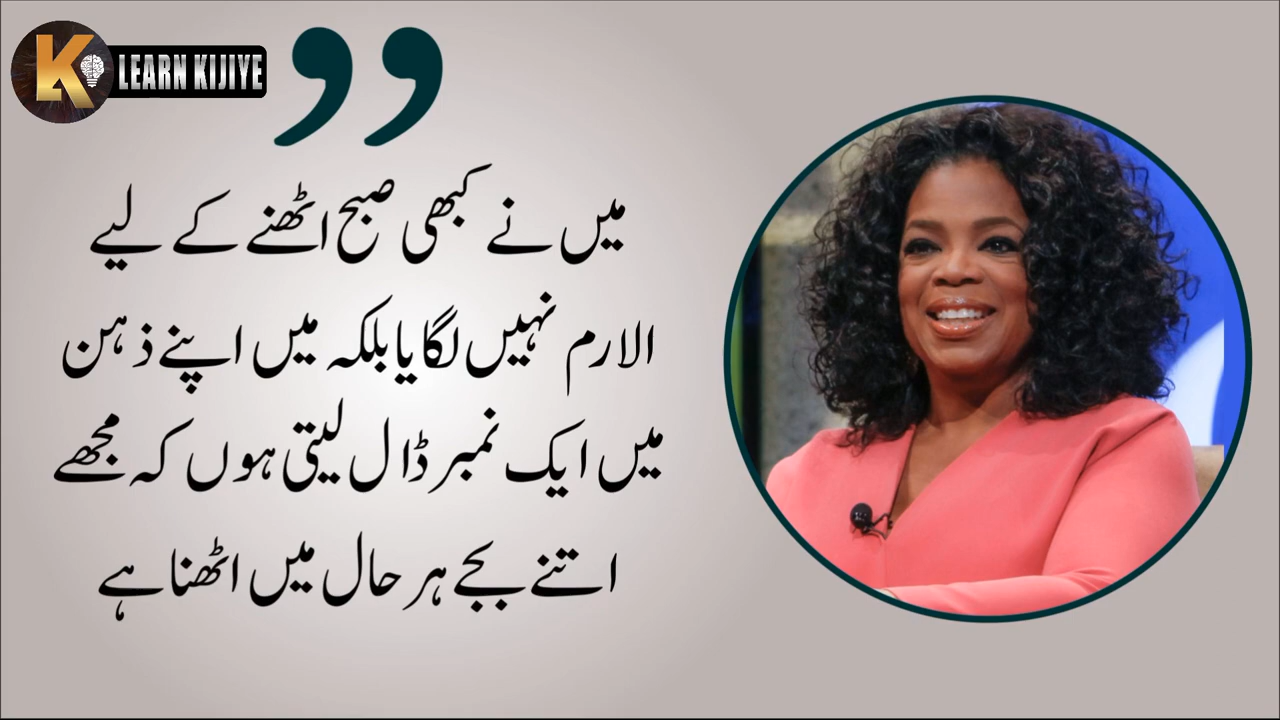 LEARN KIJIYE
میں نے کبھی صبح اٹھنے کے لیے
الارم نہیں لگایا بلکہ میں اپنے ذہن
میں ایک نمبر ڈال لیتی ہوں کہ مجھے
اتنے بجے ہر حال میں اٹھنا ہے